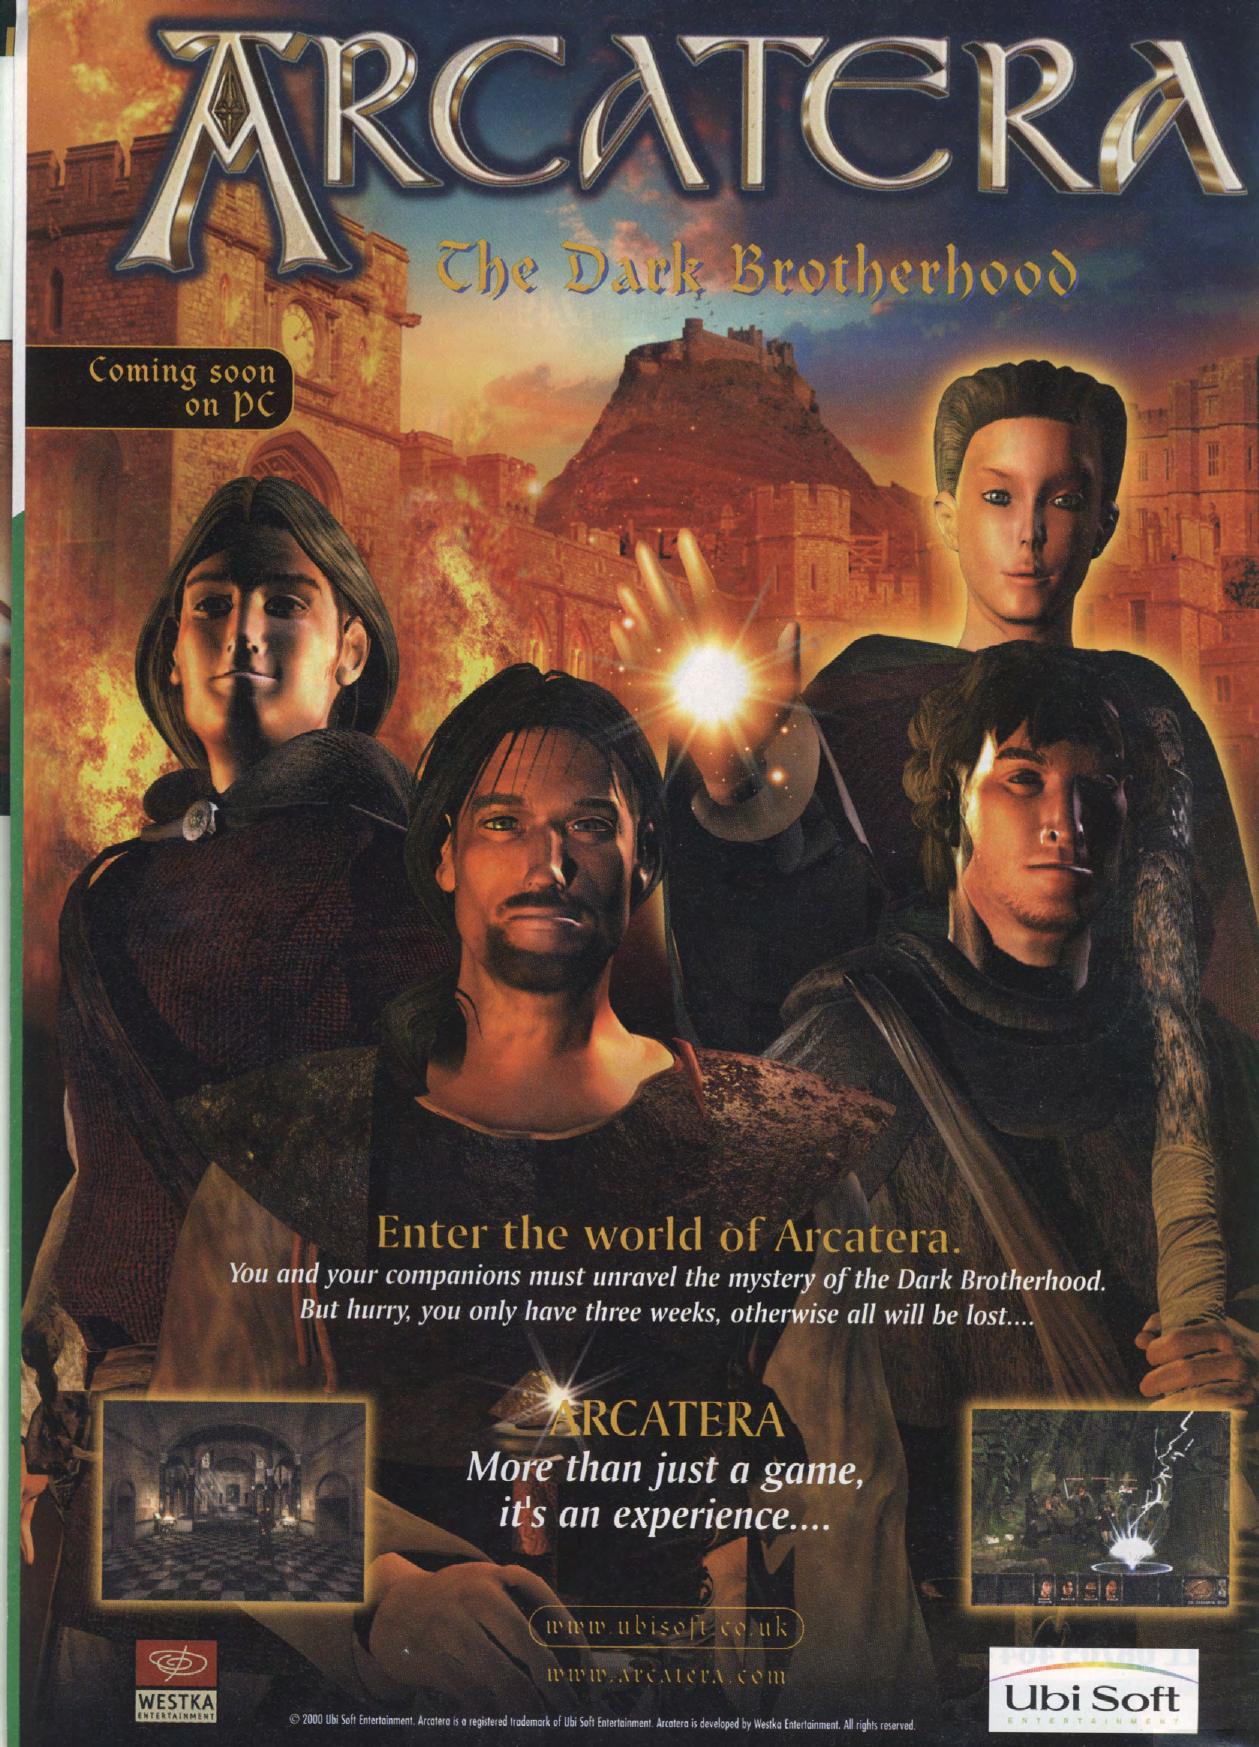 ARCATERA
The Dark Brotherhood
Coming soon
on PC
Enter the world of Arcatera.
You and your companions must unravel the mystery of the Dark Brotherhood.
But hurry, you only have three weeks, otherwise all will be lost....
ARCATERA
More than just a game,
it's an experience....
www.ubisoft.co.uk
www.arcatera.com
WESTKA
ENTERTAINMENT
Ubi Soft
ENTERTAINMENT
© 2000 Ubi Soft Entertainment. Arcatera is a registered trademark of Ubi Soft Entertainment. Arcatera is developed by Westka Entertainment. All rights reserved.